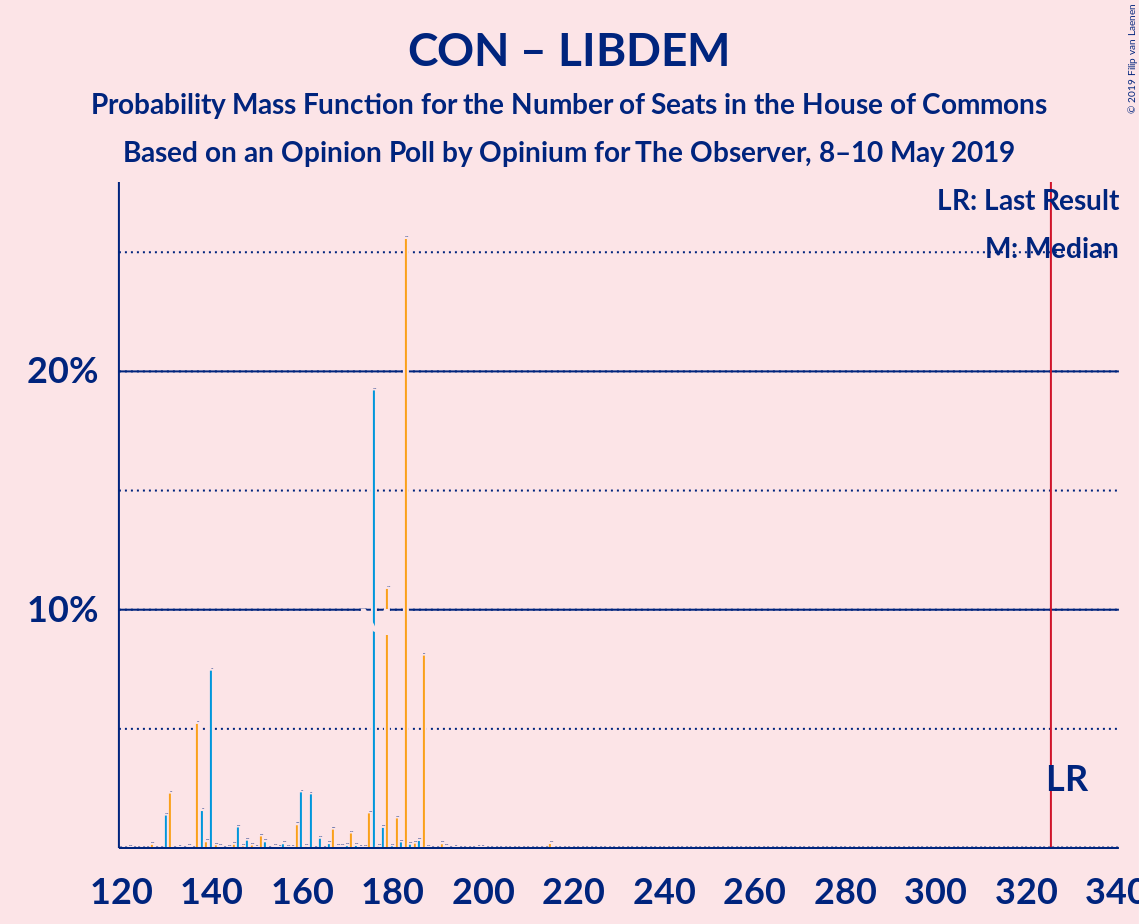 CON – LIBDEM
Probability Mass Function for the Number of Seats in the House of Commons
Based on an Opinion Poll by Opinium for The Observer, 8–10 May 2019
© 2019 Filip van Laenen
LR: Last Result
M: Median
20%
10%
LR
120 140 160 180 200 220 240 260 280 300 320 340